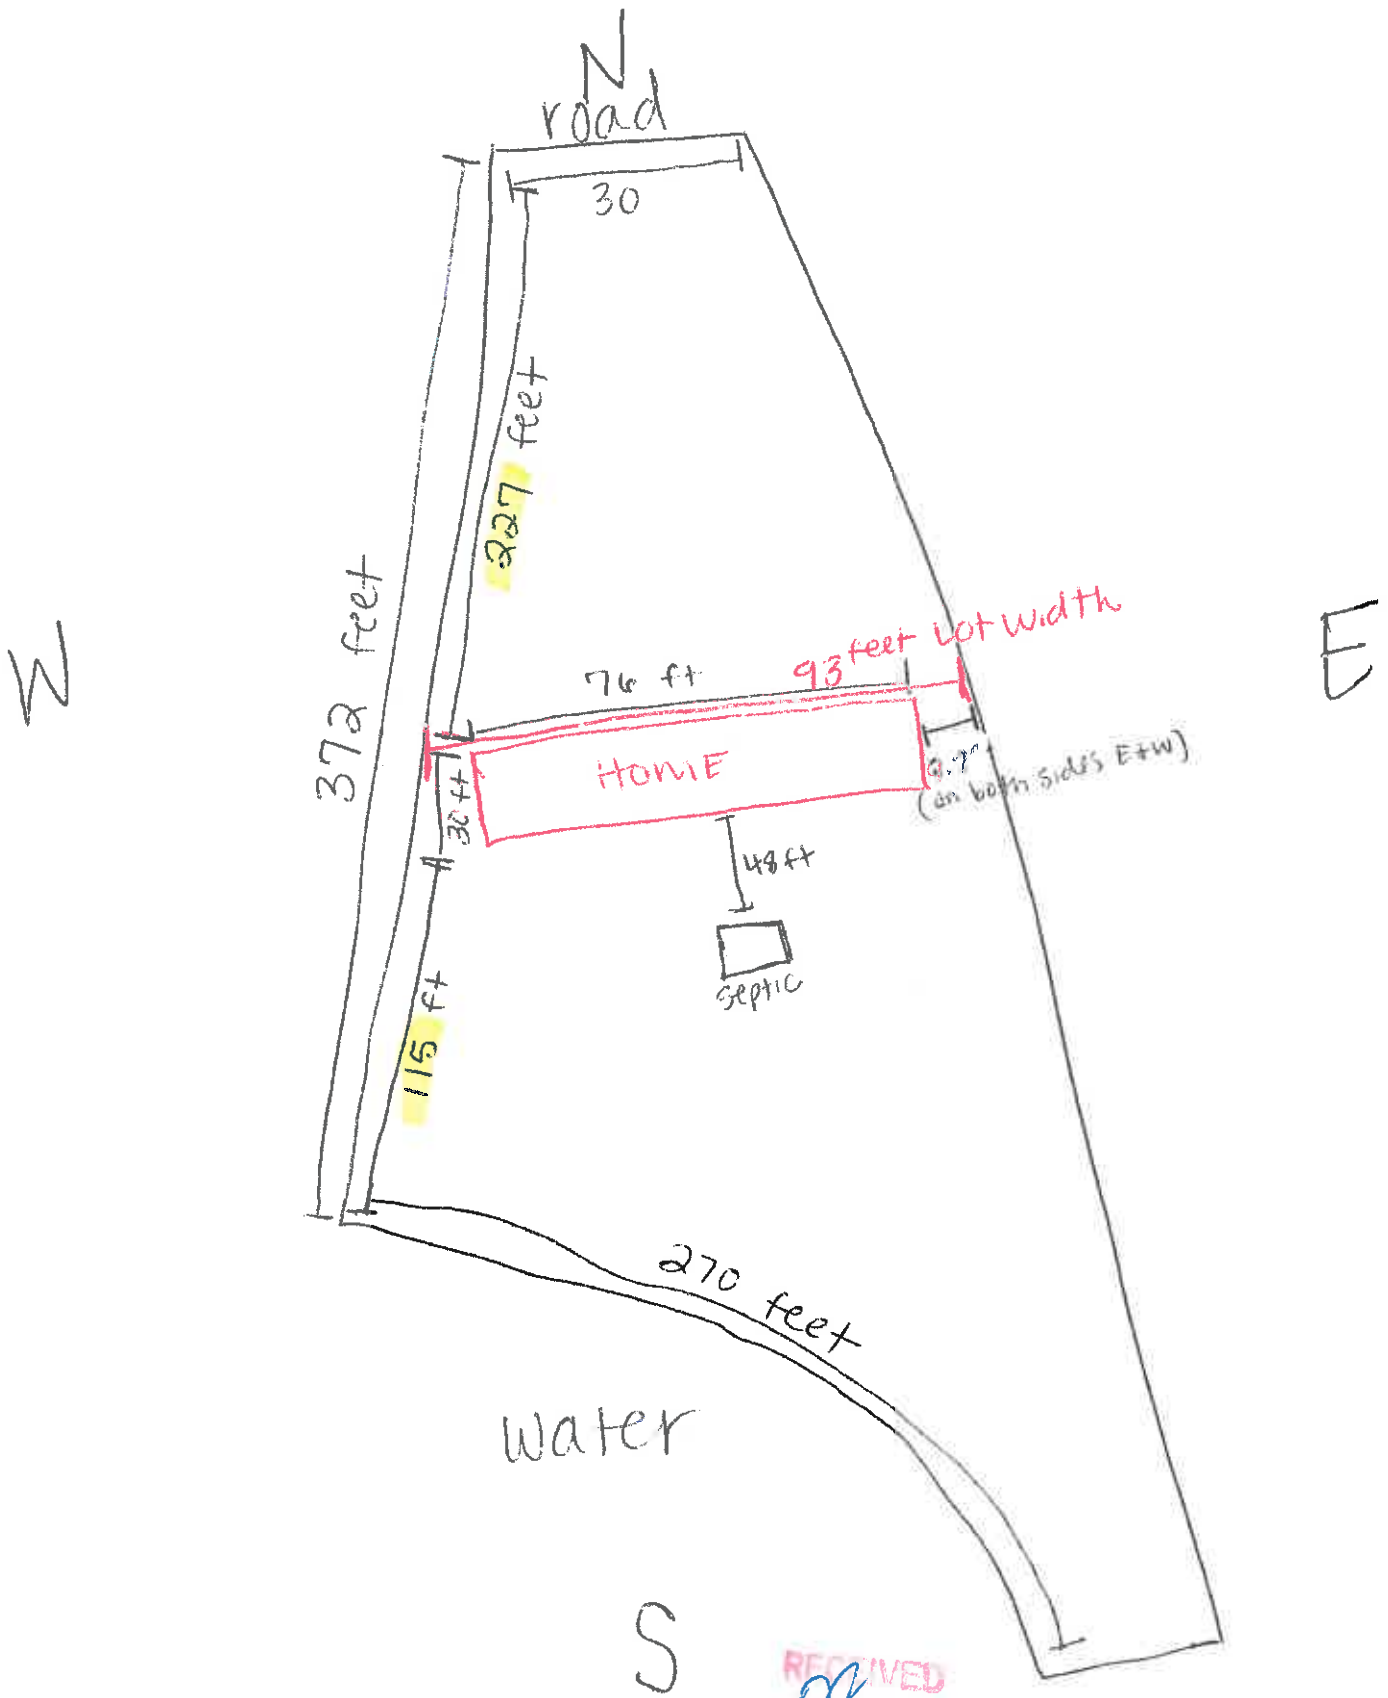 N
road
30
227 feet
372 feet
W
E
93 feet Lot Width
ft
HOME
(on both sides E+W)
30 ft
48 ft
septic
115 ft
270 feet
water
S
RECEIVED